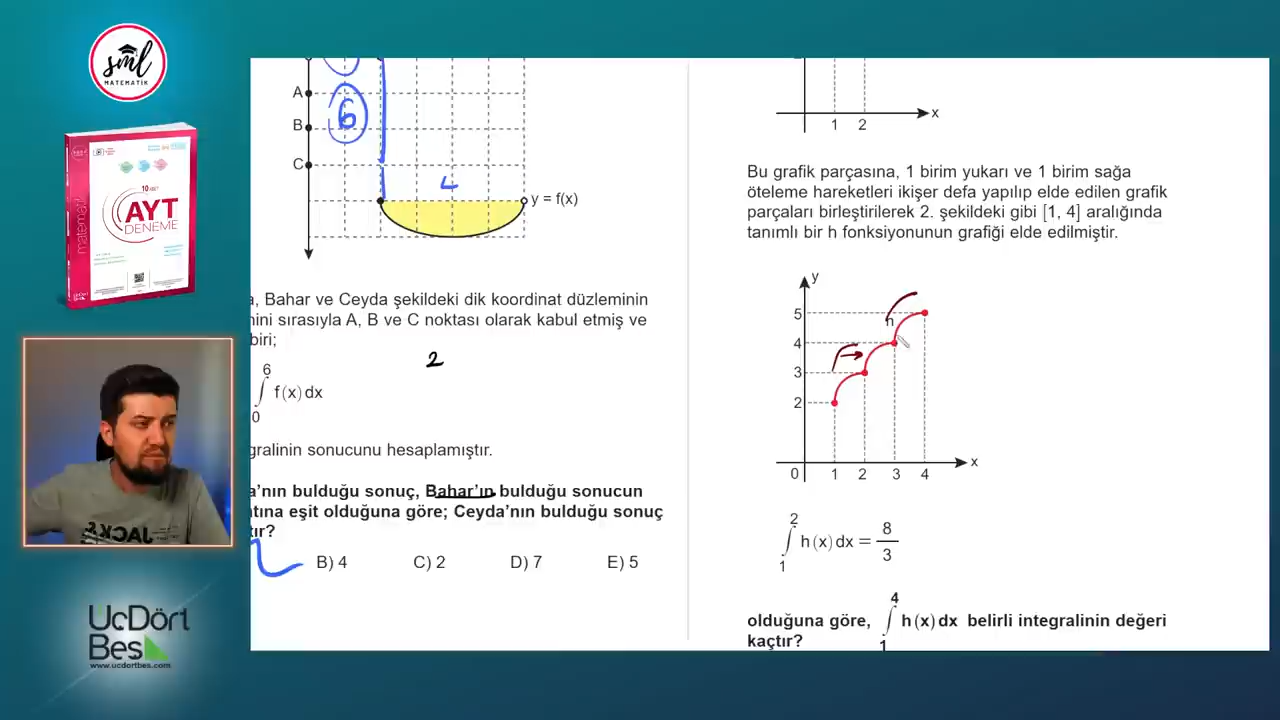 sml
MATEMATİK
matematik
10 ADET
AYT
DENEME
ÜçDört
Beş
www.ucdortbes.com
6
A
B
C
4
y = f(x)
a, Bahar ve Ceyda şekildeki dik koordinat düzleminin
nini sırasıyla A, B ve C noktası olarak kabul etmiş ve
biri;
2
6
∫ f(x) dx
0
gralinin sonucunu hesaplamıştır.
a'nın bulduğu sonuç, Bahar'ın bulduğu sonucun
atına eşit olduğuna göre; Ceyda'nın bulduğu sonuç
tır?
B) 4 C) 2 D) 7 E) 5
1 2 x
Bu grafik parçasına, 1 birim yukarı ve 1 birim sağa
öteleme hareketleri ikişer defa yapılıp elde edilen grafik
parçaları birleştirilerek 2. şekildeki gibi [1, 4] aralığında
tanımlı bir h fonksiyonunun grafiği elde edilmiştir.
y
5
h
4
3
2
x
0 1 2 3 4
2
∫ h(x) dx = 8/3
1
4
olduğuna göre, ∫ h(x) dx belirli integralinin değeri
1
kaçtır?